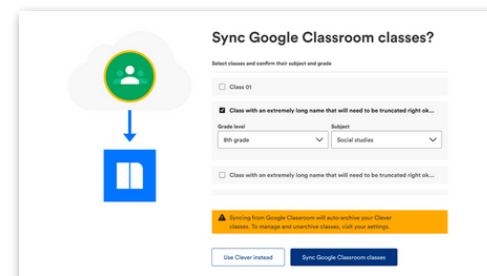 Sync Google Classroom classes?
Select classes and confirm their subject and grade
Class 01
Class with an extremely long name that will need to be truncated right ok...
Grade level
Subject
8th grade
Social studies
Class with an extremely long name that will need to be truncated right ok...
Syncing from Google Classroom will auto-archive your Clever
classes. To manage and unarchive classes, visit your settings.
Use Clever instead
Sync Google Classroom classes